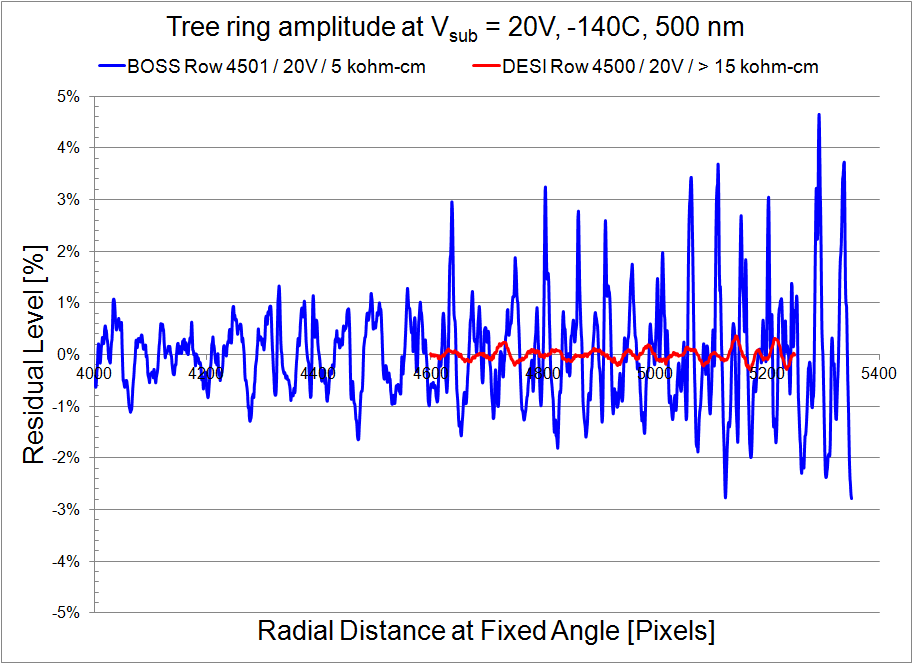 Tree ring amplitude at Vsub = 20V, -140C, 500 nm
BOSS Row 4501 / 20V / 5 kohm-cm DESI Row 4500 / 20V / > 15 kohm-cm
5%
4%
3%
2%
1%
0%
-1%
-2%
-3%
-4%
-5%
4000 4200 4400 4600 4800 5000 5200 5400
Residual Level [%]
Radial Distance at Fixed Angle [Pixels]